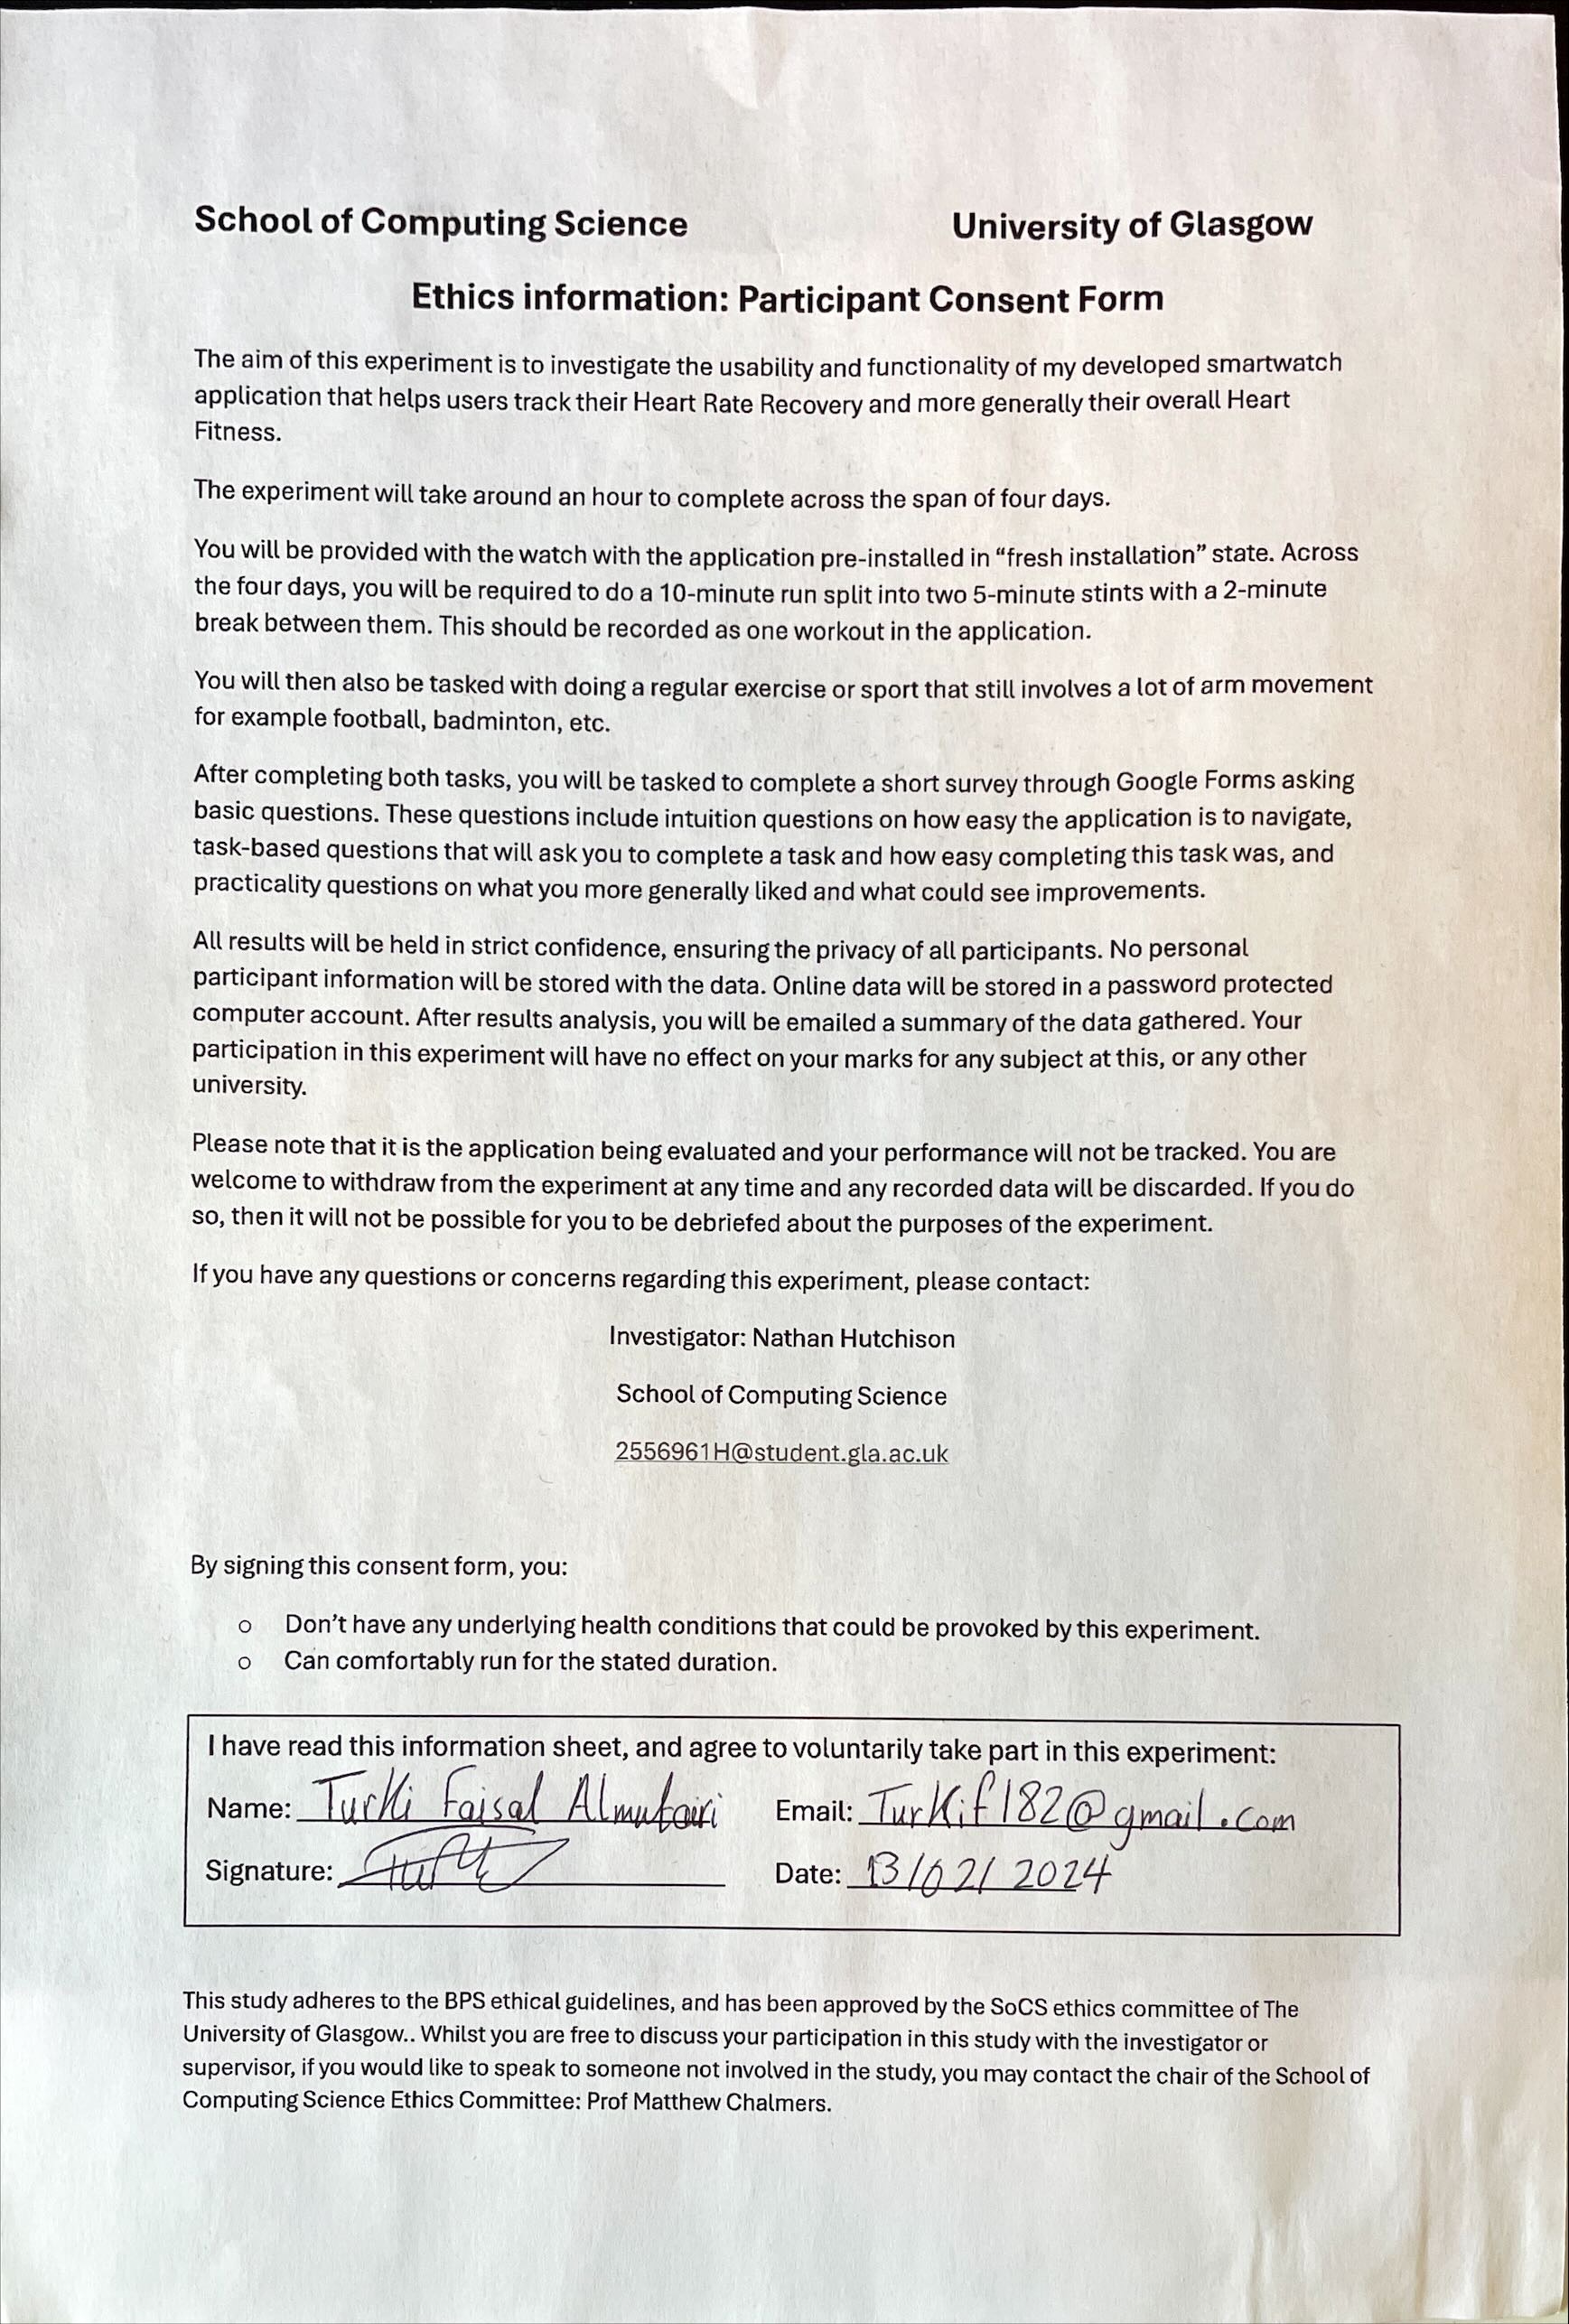 School of Computing Science University of Glasgow
Ethics information: Participant Consent Form
The aim of this experiment is to investigate the usability and functionality of my developed smartwatch
application that helps users track their Heart Rate Recovery and more generally their overall Heart
Fitness.
The experiment will take around an hour to complete across the span of four days.
You will be provided with the watch with the application pre-installed in “fresh installation” state. Across
the four days, you will be required to do a 10-minute run split into two 5-minute stints with a 2-minute
break between them. This should be recorded as one workout in the application.
You will then also be tasked with doing a regular exercise or sport that still involves a lot of arm movement
for example football, badminton, etc.
After completing both tasks, you will be tasked to complete a short survey through Google Forms asking
basic questions. These questions include intuition questions on how easy the application is to navigate,
task-based questions that will ask you to complete a task and how easy completing this task was, and
practicality questions on what you more generally liked and what could see improvements.
All results will be held in strict confidence, ensuring the privacy of all participants. No personal
participant information will be stored with the data. Online data will be stored in a password protected
computer account. After results analysis, you will be emailed a summary of the data gathered. Your
participation in this experiment will have no effect on your marks for any subject at this, or any other
university.
Please note that it is the application being evaluated and your performance will not be tracked. You are
welcome to withdraw from the experiment at any time and any recorded data will be discarded. If you do
so, then it will not be possible for you to be debriefed about the purposes of the experiment.
If you have any questions or concerns regarding this experiment, please contact:
Investigator: Nathan Hutchison
School of Computing Science
2556961H@student.gla.ac.uk
By signing this consent form, you:
o Don’t have any underlying health conditions that could be provoked by this experiment.
o Can comfortably run for the stated duration.
I have read this information sheet, and agree to voluntarily take part in this experiment:
Name: Turki Faisal Almutairi Email: Turkif182@gmail.com
Signature: Date: 13/02/2024
This study adheres to the BPS ethical guidelines, and has been approved by the SoCS ethics committee of The
University of Glasgow.. Whilst you are free to discuss your participation in this study with the investigator or
supervisor, if you would like to speak to someone not involved in the study, you may contact the chair of the School of
Computing Science Ethics Committee: Prof Matthew Chalmers.